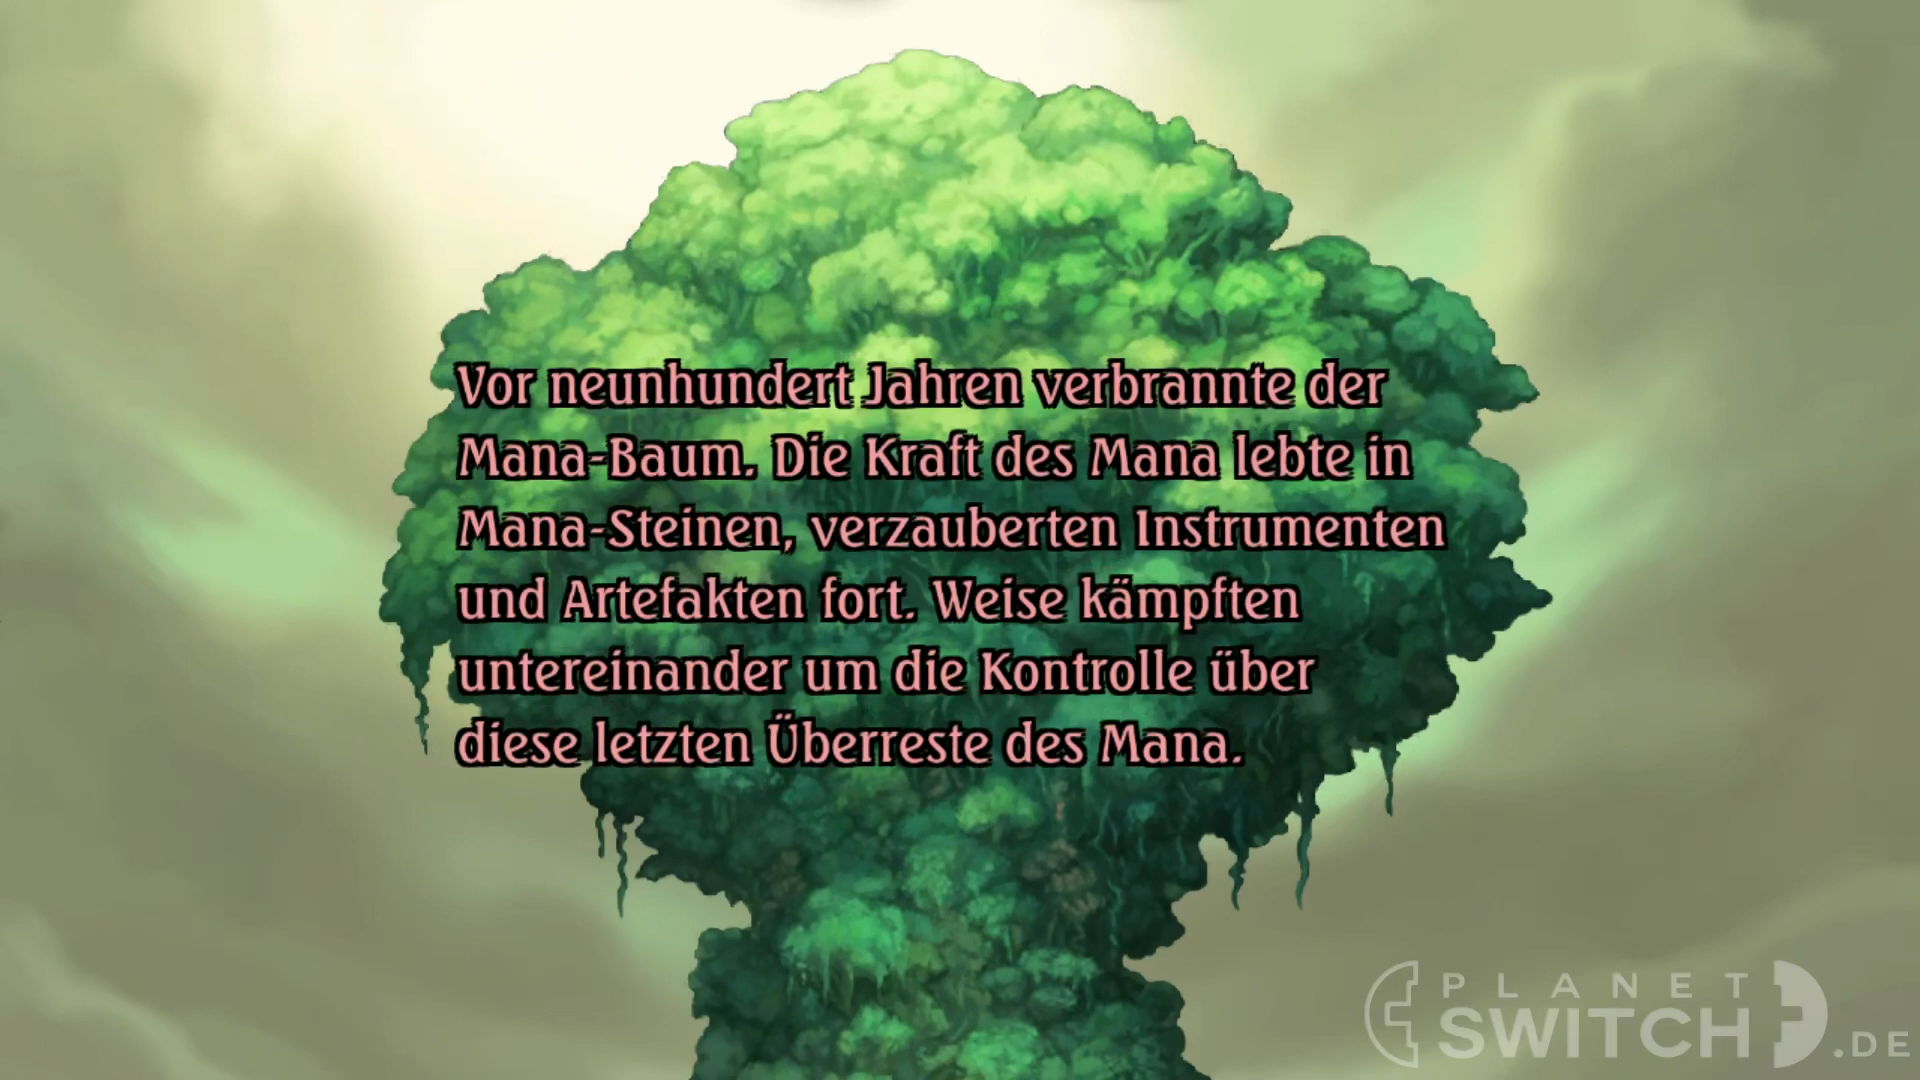 Vor neunhundert Jahren verbrannte der
Mana-Baum. Die Kraft des Mana lebte in
Mana-Steinen, verzauberten Instrumenten
und Artefakten fort. Weise kämpften
untereinander um die Kontrolle über
diese letzten Überreste des Mana.
PLANET
SWITCH
.DE